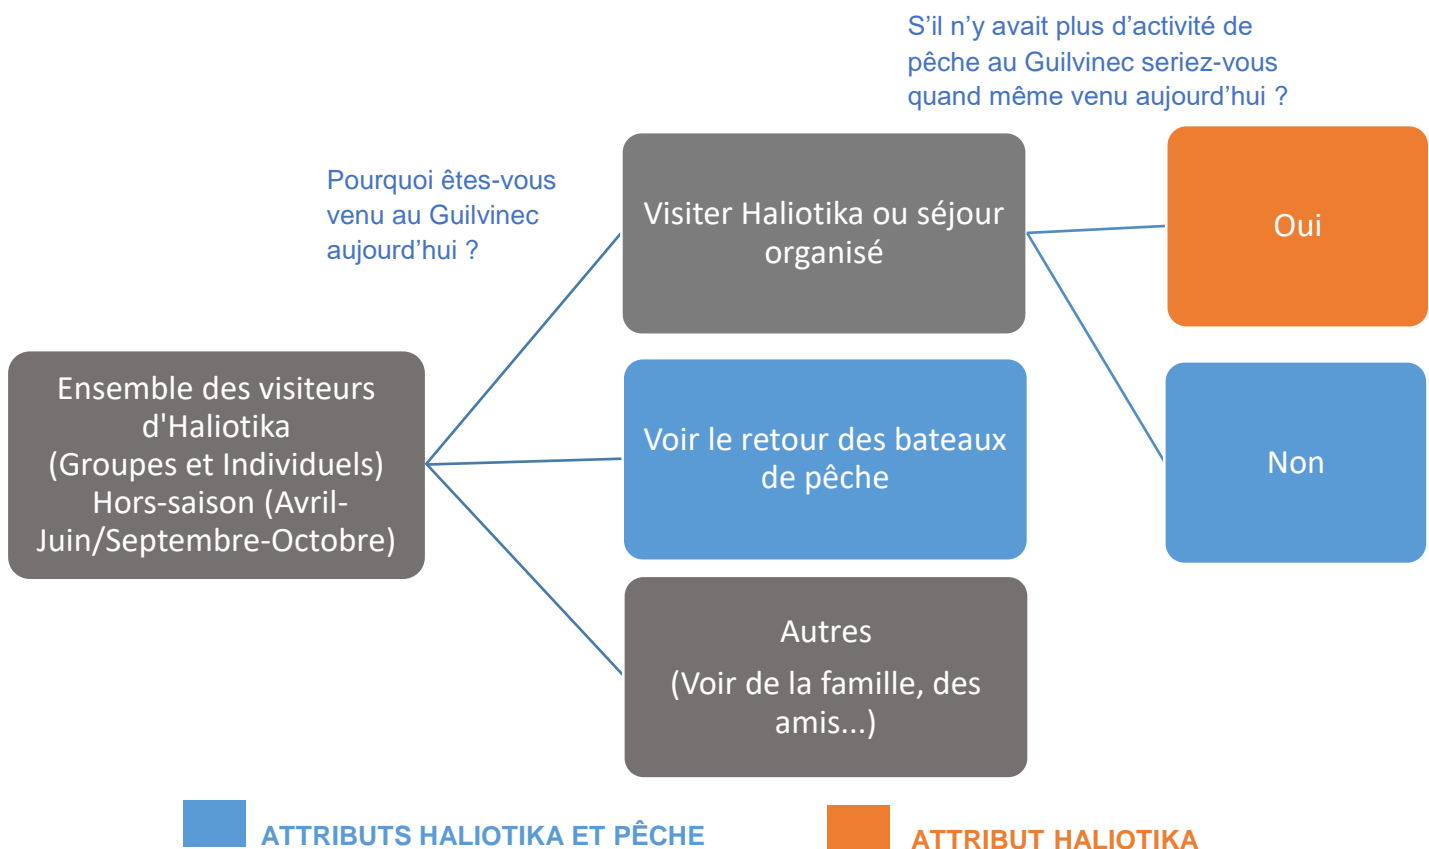 S’il n’y avait plus d’activité de
pêche au Guilvinec seriez-vous
quand même venu aujourd’hui ?
Pourquoi êtes-vous
venu au Guilvinec
aujourd’hui ?
Visiter Haliotika ou séjour
organisé
Oui
Ensemble des visiteurs
d'Haliotika
(Groupes et Individuels)
Hors-saison (Avril-
Juin/Septembre-Octobre)
Voir le retour des bateaux
de pêche
Non
Autres
(Voir de la famille, des
amis...)
ATTRIBUTS HALIOTIKA ET PÊCHE
ATTRIBUT HALIOTIKA